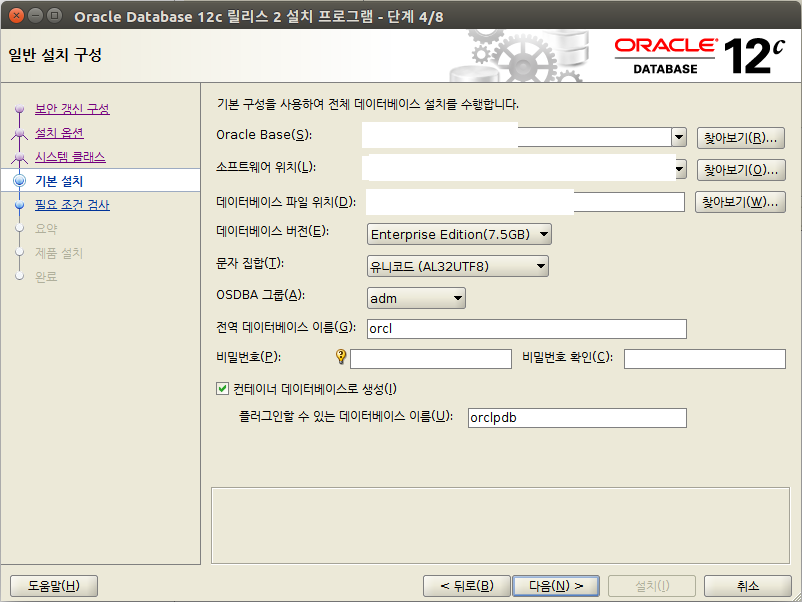 Oracle Database 12c 릴리스 2 설치 프로그램 - 단계 4/8
일반 설치 구성
ORACLE DATABASE 12c
보안 갱신 구성
설치 옵션
시스템 클래스
기본 설치
필요 조건 검사
요약
제품 설치
완료
기본 구성을 사용하여 전체 데이터베이스 설치를 수행합니다.
Oracle Base(S): 찾아보기(R)...
소프트웨어 위치(L): 찾아보기(O)...
데이터베이스 파일 위치(D): 찾아보기(W)...
데이터베이스 버전(E): Enterprise Edition(7.5GB)
문자 집합(T): 유니코드 (AL32UTF8)
OSDBA 그룹(A): adm
전역 데이터베이스 이름(G): orcl
비밀번호(P): 비밀번호 확인(C):
컨테이너 데이터베이스로 생성(I)
플러그인할 수 있는 데이터베이스 이름(U): orclpdb
도움말(H) < 뒤로(B) 다음(N) > 설치(I) 취소